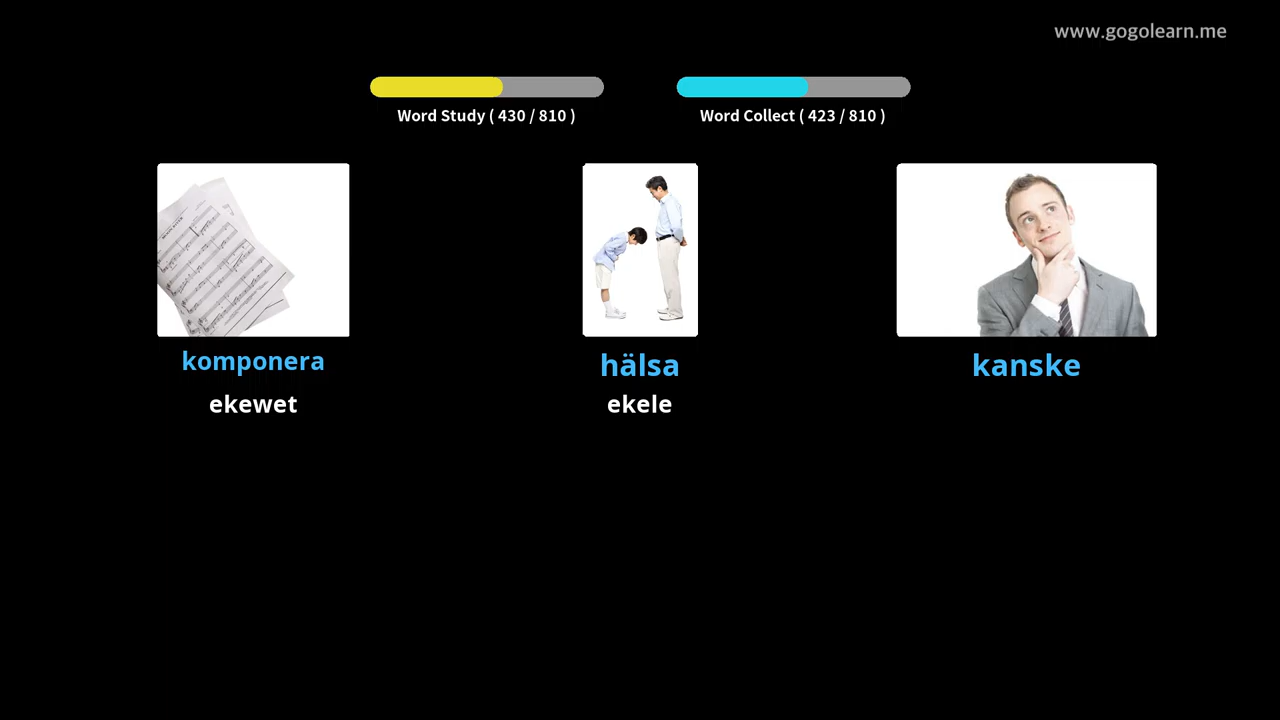 www.gogolearn.me
Word Study ( 430 / 810 )
Word Collect ( 423 / 810 )
komponera
hälsa
kanske
ekewet
ekele